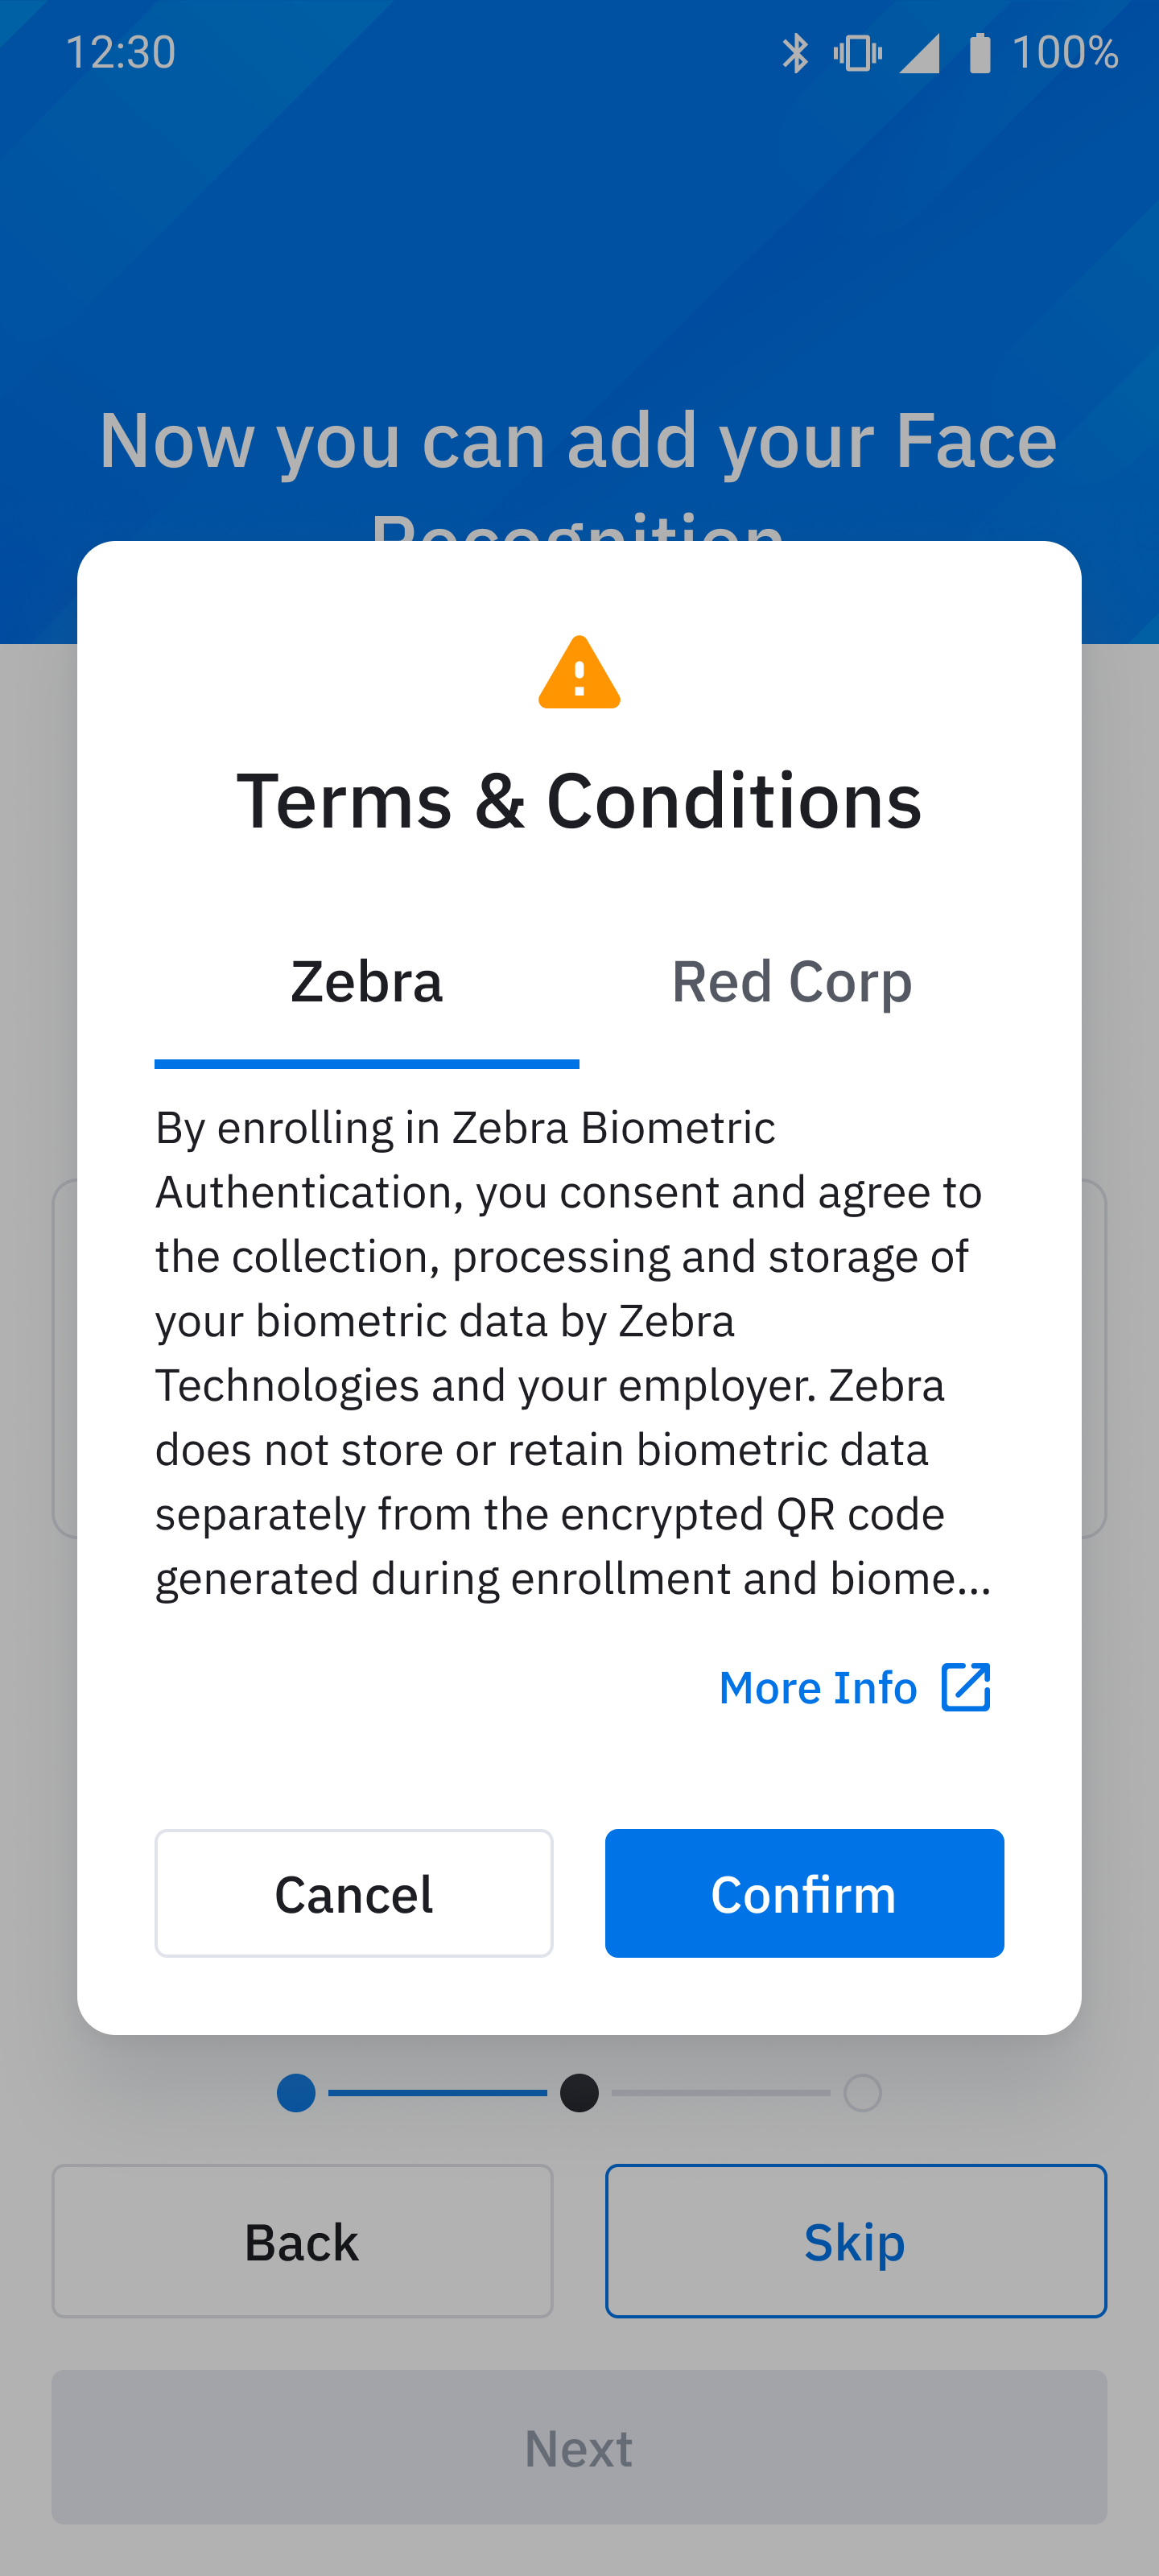 12:30 100%
Now you can add your Face
Recognition
Terms & Conditions
Zebra Red Corp
By enrolling in Zebra Biometric
Authentication, you consent and agree to
the collection, processing and storage of
your biometric data by Zebra
Technologies and your employer. Zebra
does not store or retain biometric data
separately from the encrypted QR code
generated during enrollment and biome...
More Info
Cancel Confirm
Back Skip
Next